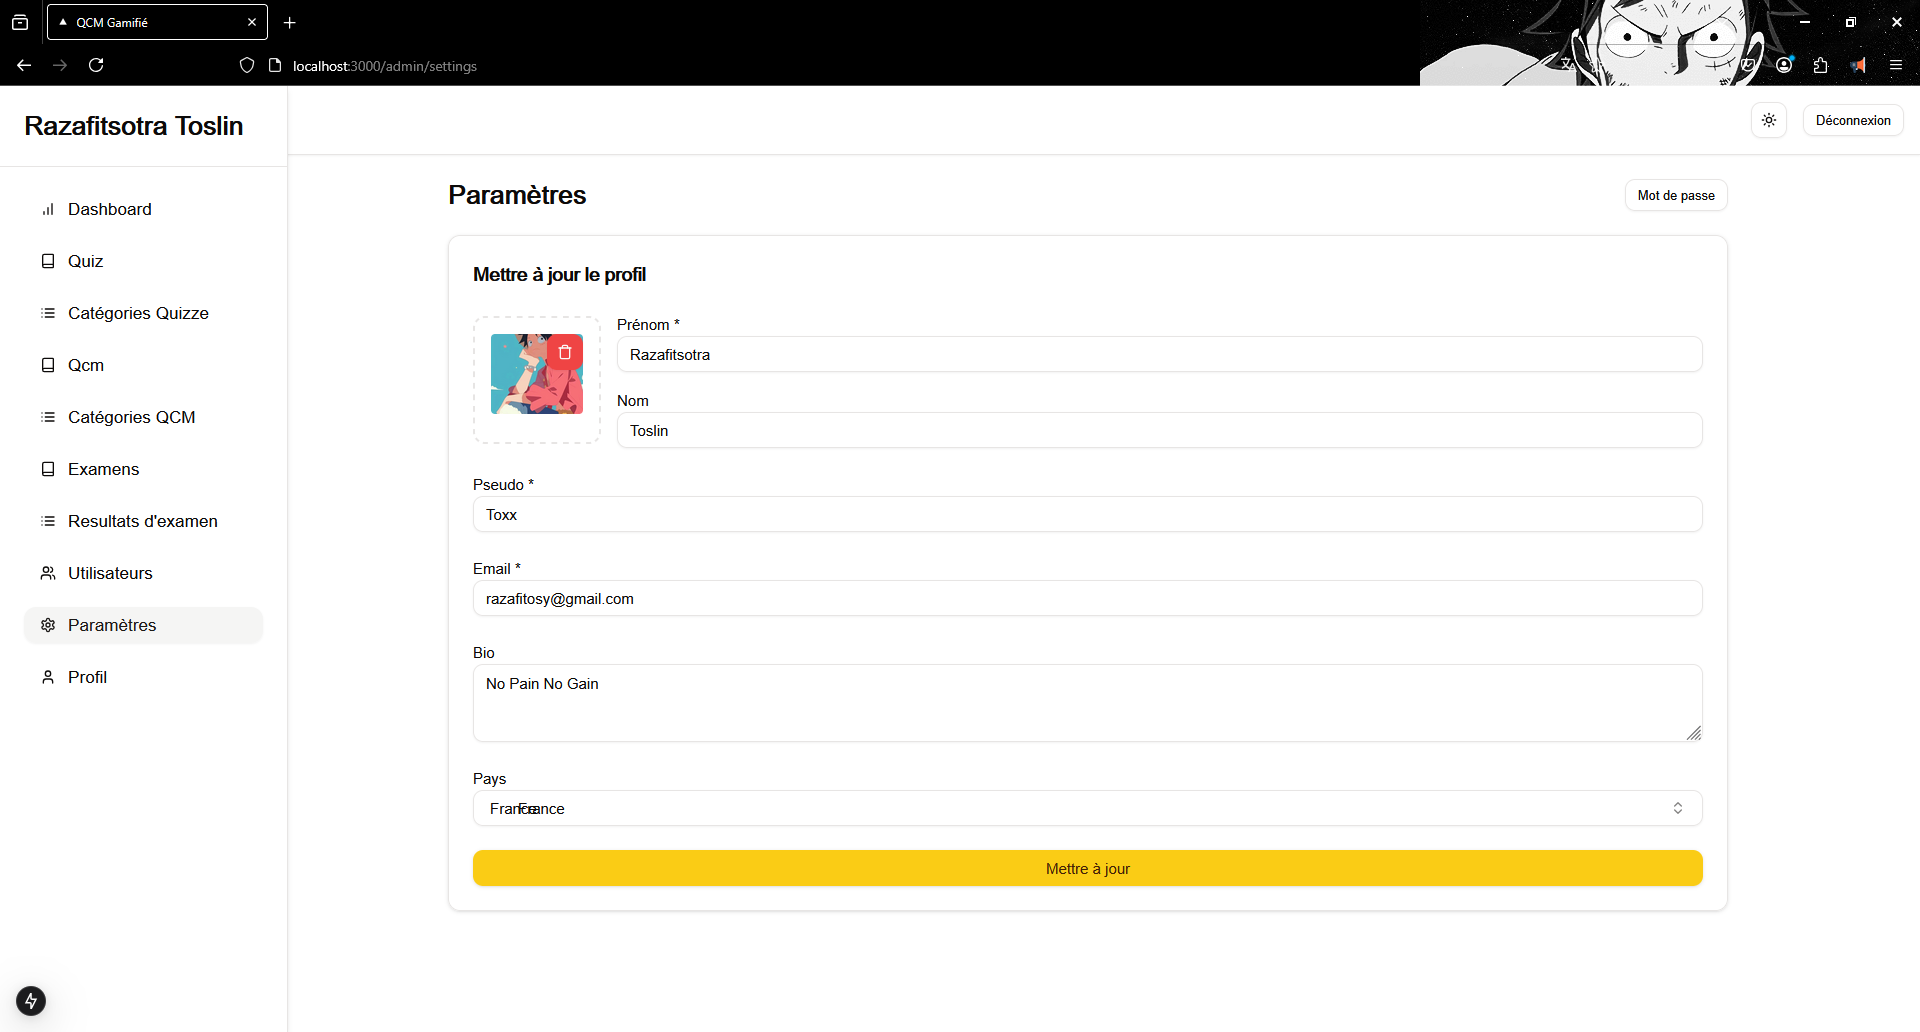 QCM Gamifié
localhost:3000/admin/settings
Razafitsotra Toslin
Déconnexion
Dashboard
Quiz
Catégories Quizze
Qcm
Catégories QCM
Examens
Resultats d'examen
Utilisateurs
Paramètres
Profil
Paramètres
Mot de passe
Mettre à jour le profil
Prénom *
Razafitsotra
Nom
Toslin
Pseudo *
Toxx
Email *
razafitosy@gmail.com
Bio
No Pain No Gain
Pays
France France
Mettre à jour